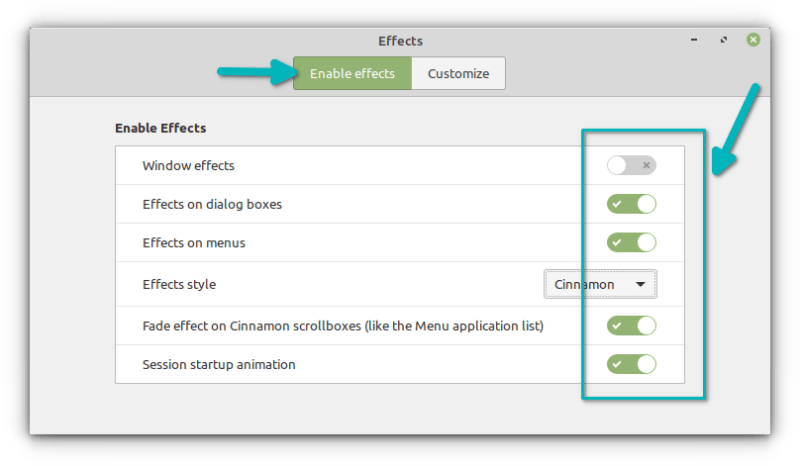 Effects
Enable effects Customize
Enable Effects
Window effects
Effects on dialog boxes
Effects on menus
Effects style Cinnamon
Fade effect on Cinnamon scrollboxes (like the Menu application list)
Session startup animation